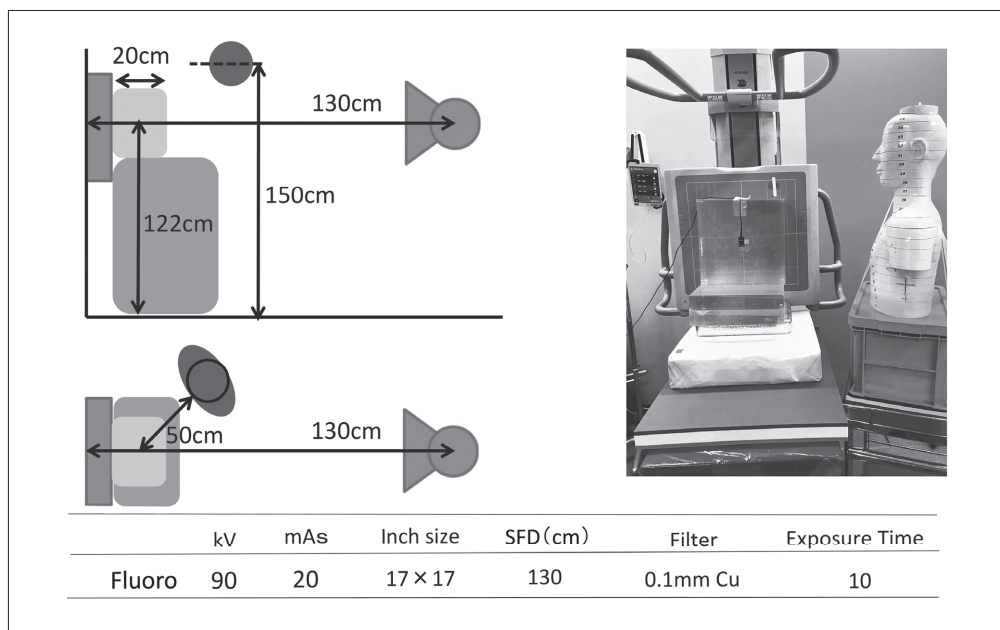 20cm
130cm
150cm
122cm
50cm
130cm
kV mAs Inch size SFD(cm) Filter Exposure Time
Fluoro 90 20 17×17 130 0.1mm Cu 10